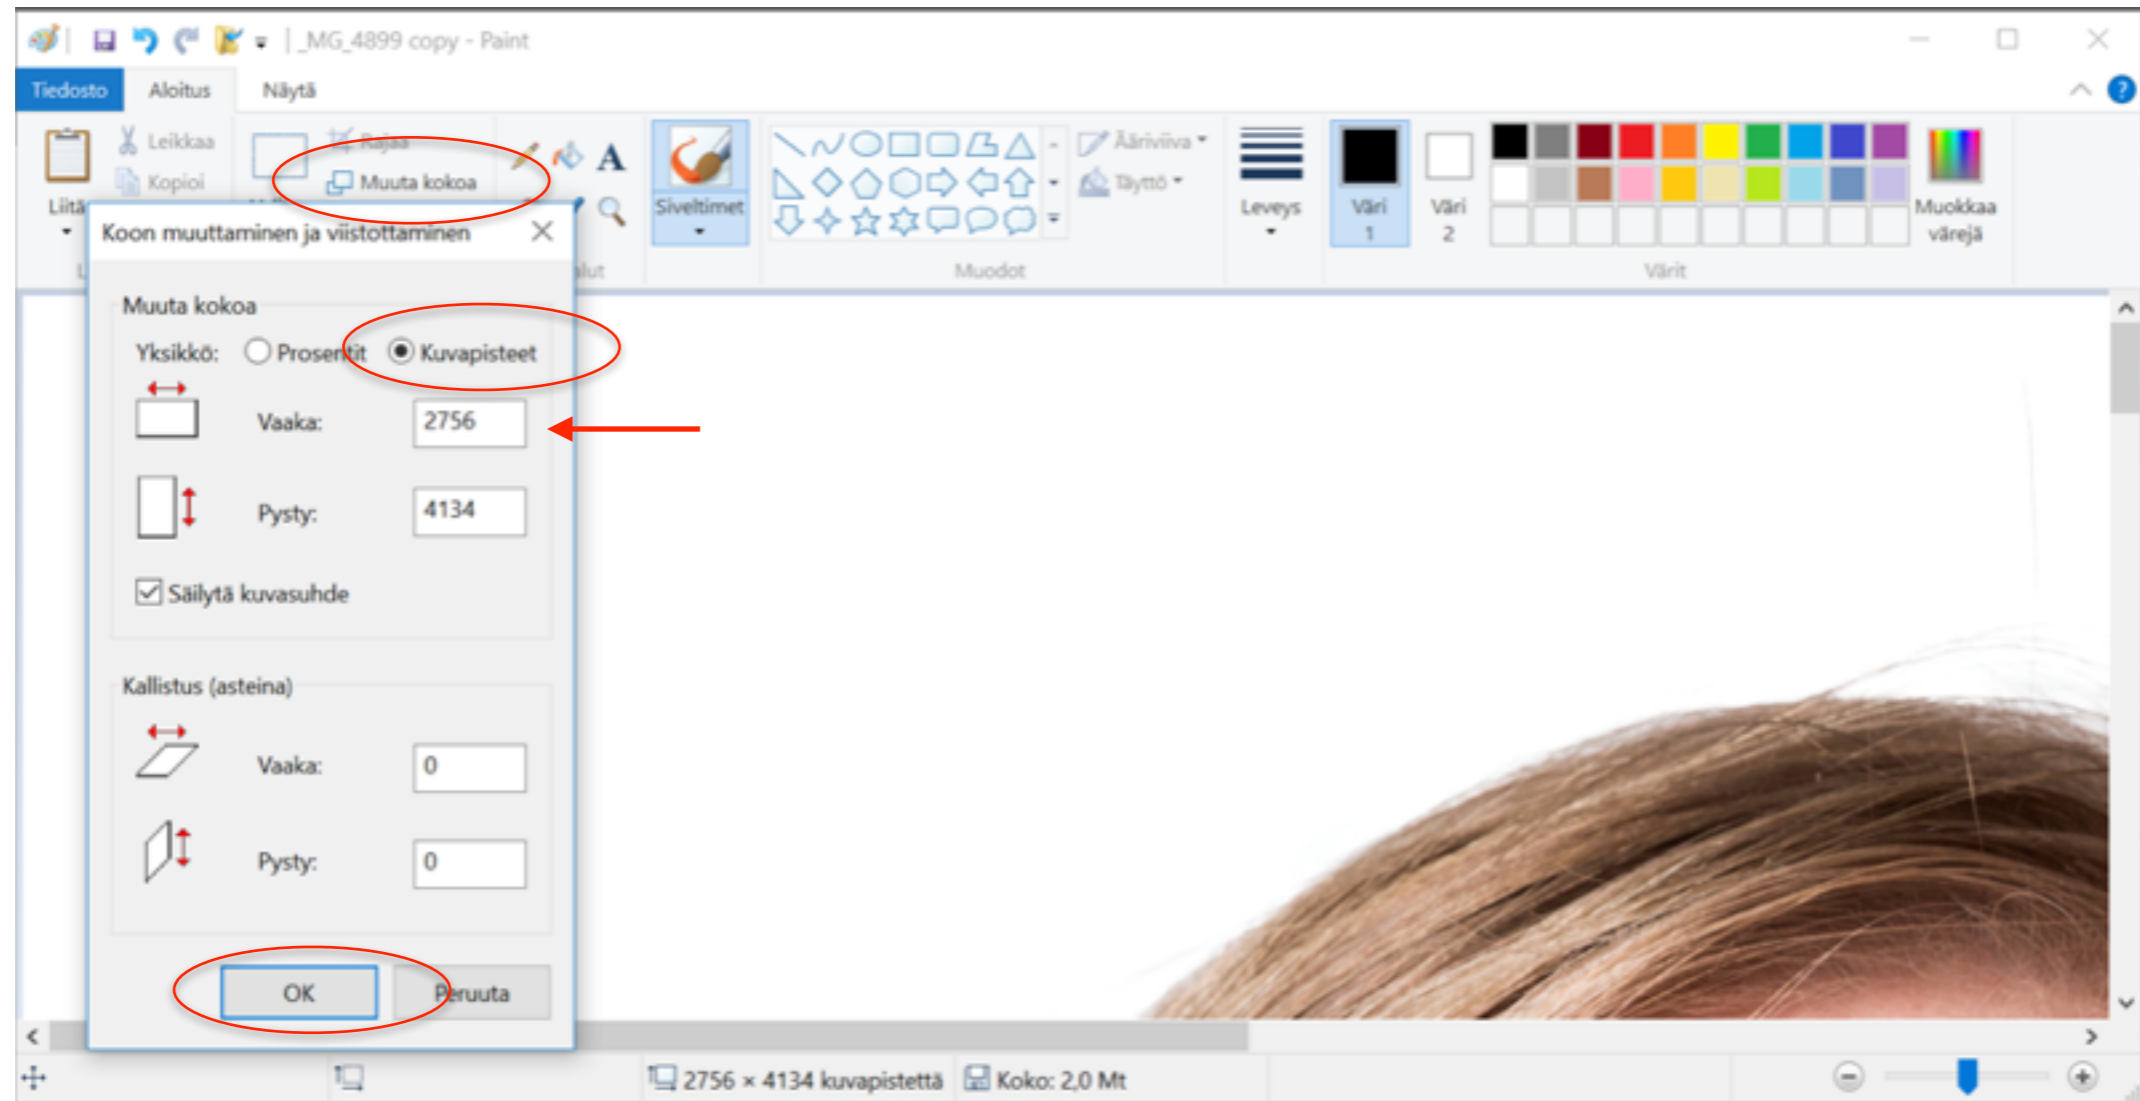 _MG_4899 copy - Paint
Tiedosto Aloitus Näytä
Leikkaa
Kopioi
Rajaa
Muuta kokoa
A
Siveltimet
Ääriviiva
Täyttö
Muodot
Leveys
Väri 1
Väri 2
Värit
Muokkaa värejä
Koon muuttaminen ja viistottaminen
Muuta kokoa
Yksikkö: Prosentit Kuvapisteet
Vaaka: 2756
Pysty: 4134
Säilytä kuvasuhde
Kallistus (asteina)
Vaaka: 0
Pysty: 0
OK Peruuta
2756 × 4134 kuvapistettä Koko: 2,0 Mt